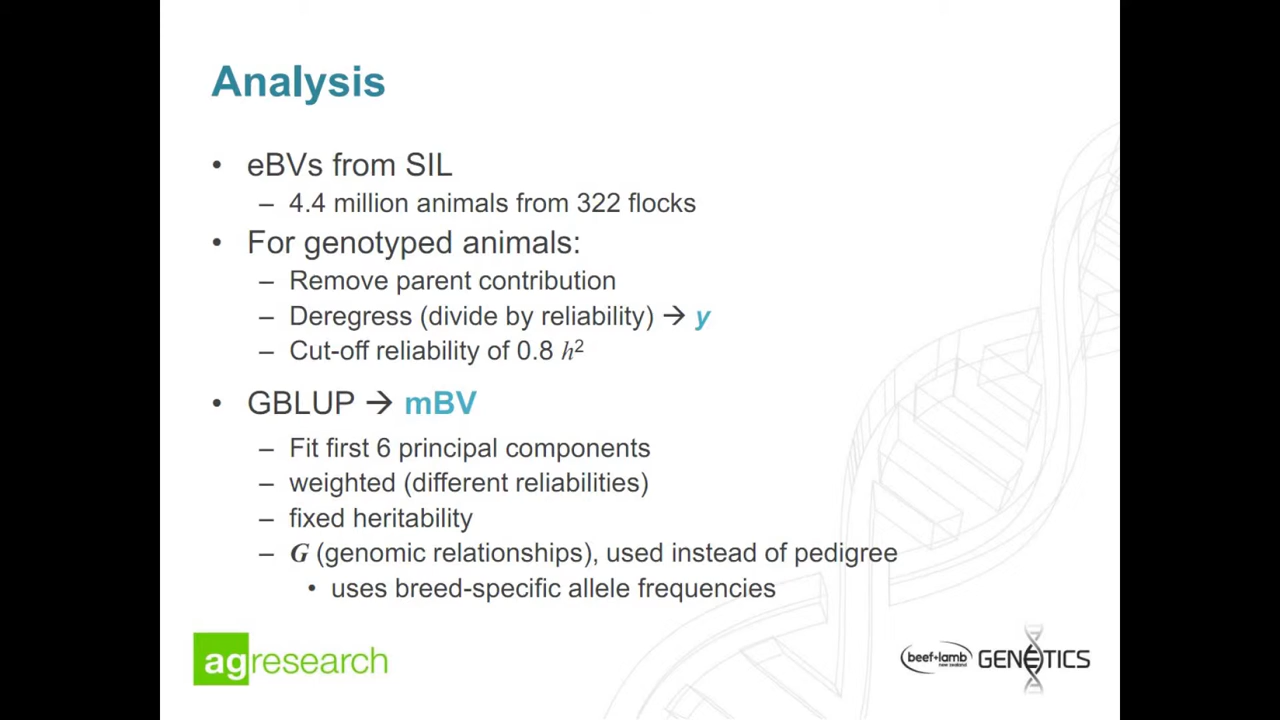 Analysis
• eBVs from SIL
– 4.4 million animals from 322 flocks
• For genotyped animals:
– Remove parent contribution
– Deregress (divide by reliability) → y
– Cut-off reliability of 0.8 h²
• GBLUP → mBV
– Fit first 6 principal components
– weighted (different reliabilities)
– fixed heritability
– G (genomic relationships), used instead of pedigree
• uses breed-specific allele frequencies
agresearch
beef+lamb new zealand GENETICS